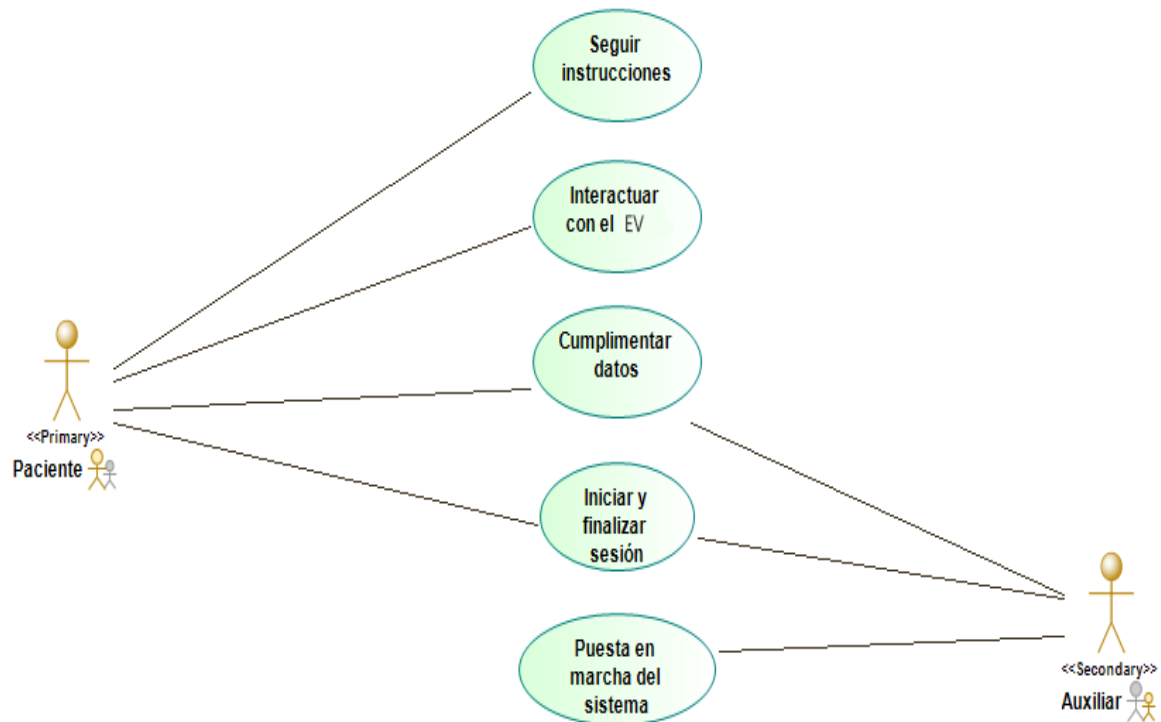 Seguir
instrucciones
Interactuar
con el EV
Cumplimentar
datos
<<Primary>>
Paciente
Iniciar y
finalizar
sesión
Puesta en
marcha del
sistema
<<Secondary>>
Auxiliar